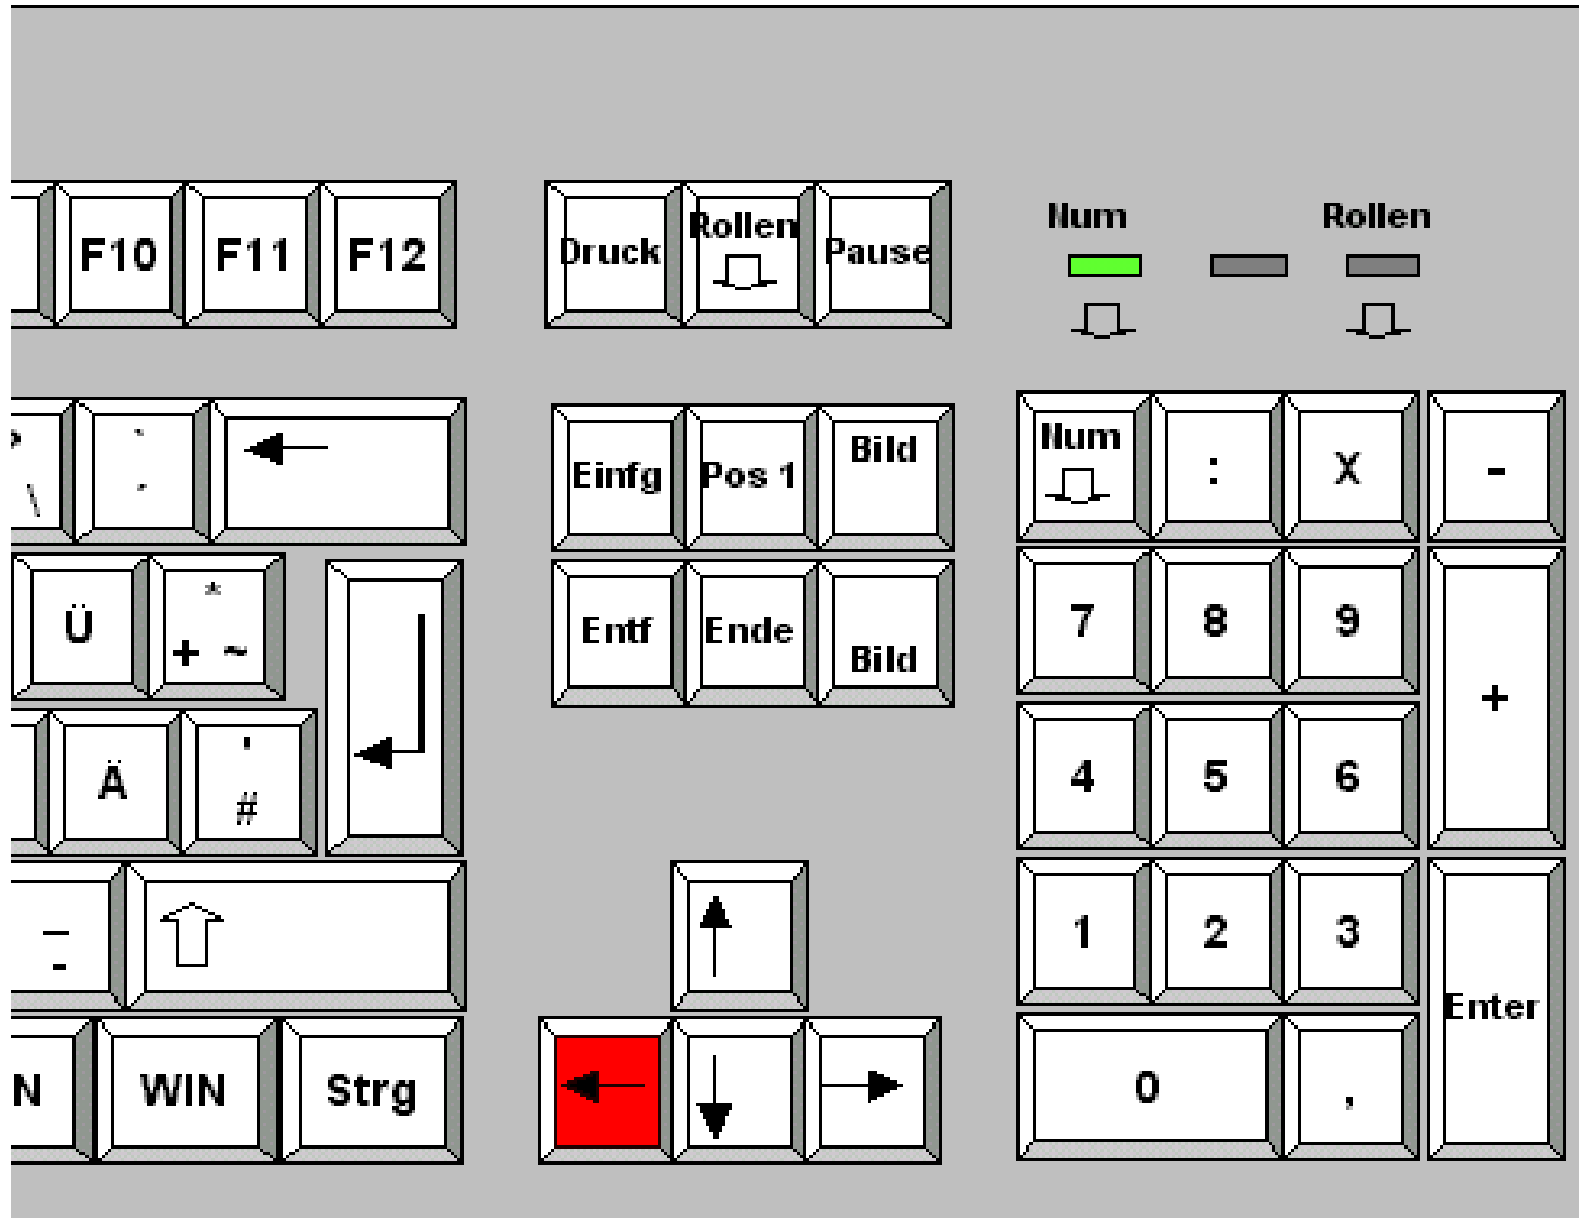 F10 F11 F12 Druck Rollen Pause
Num Rollen
` ´
\
Einfg Pos 1 Bild
Num : X -
Ü * + ~
Entf Ende Bild
7 8 9 +
Ä ' #
4 5 6
_ -
1 2 3
Enter
N WIN Strg
0 ,